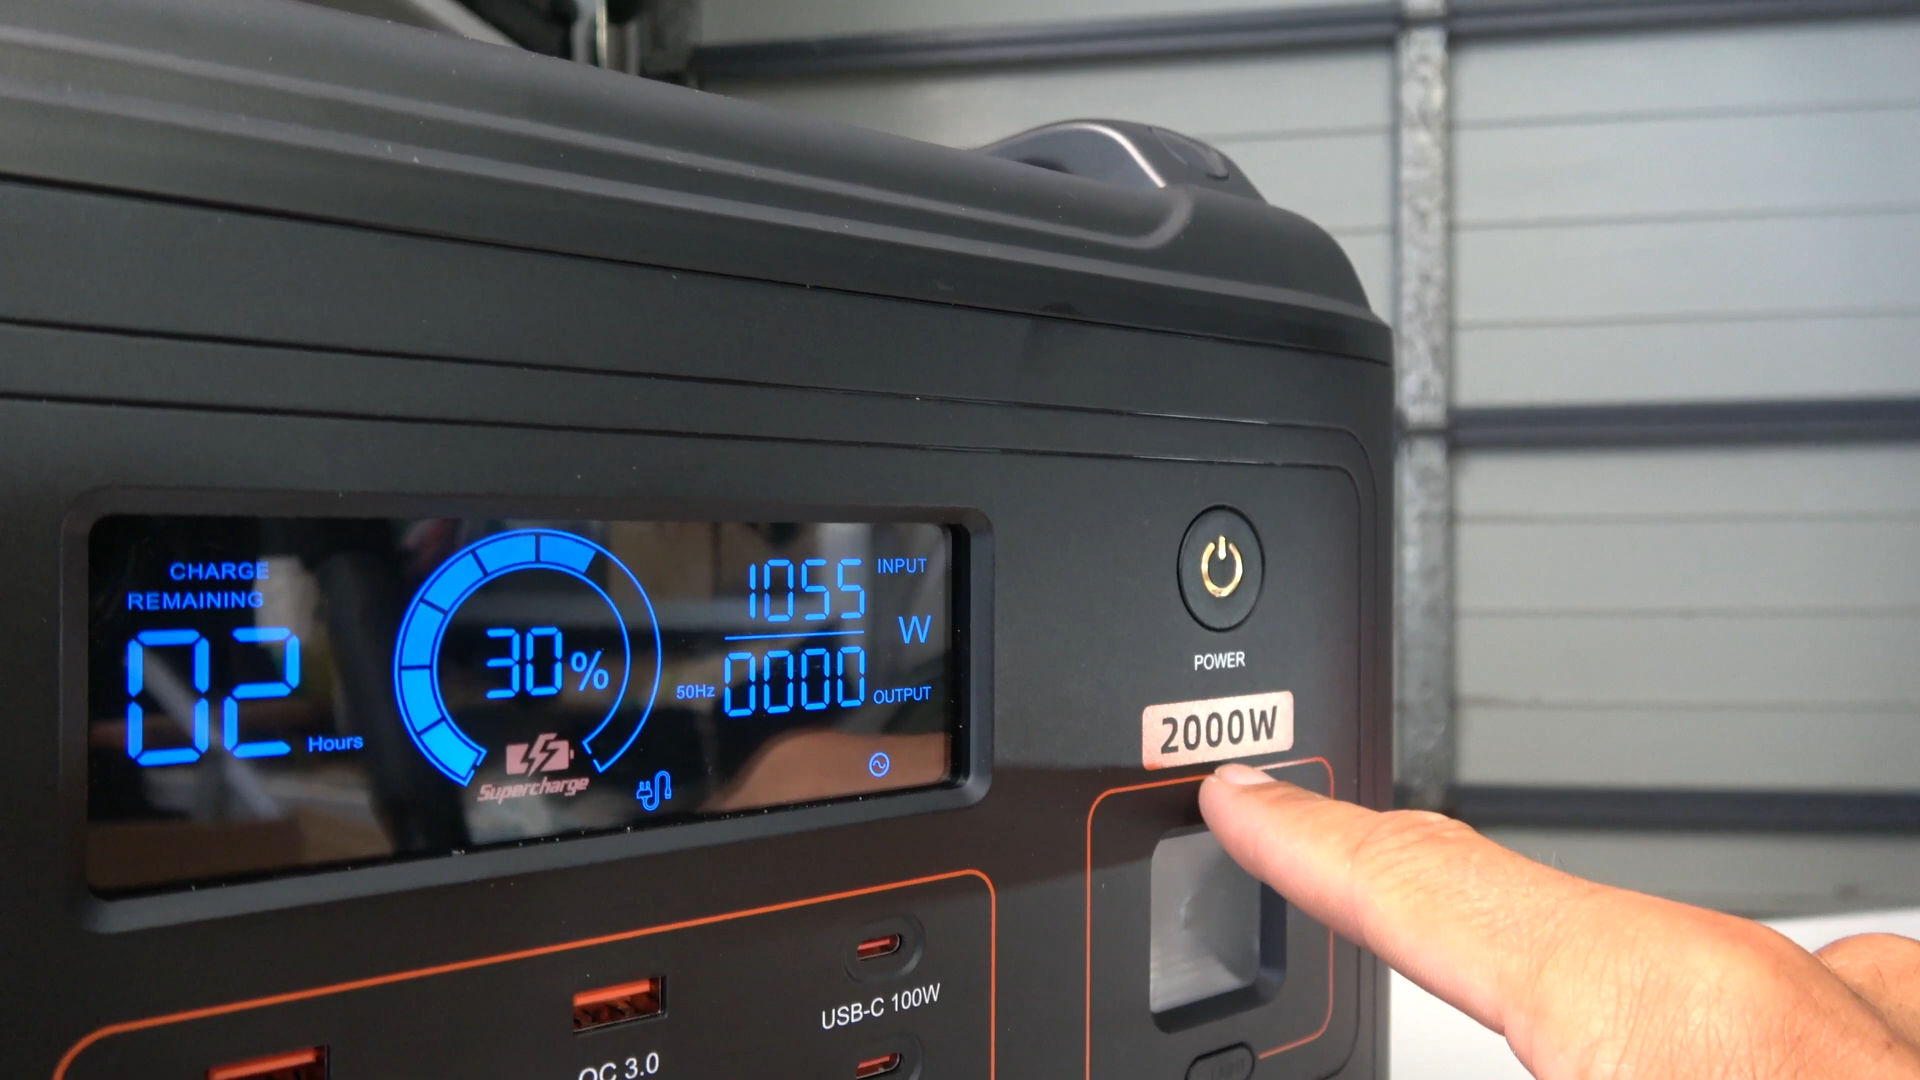 CHARGE
REMAINING
02
Hours
30%
Supercharge
1055
INPUT
W
50Hz
0000
OUTPUT
POWER
2000W
USB-C 100W
QC 3.0